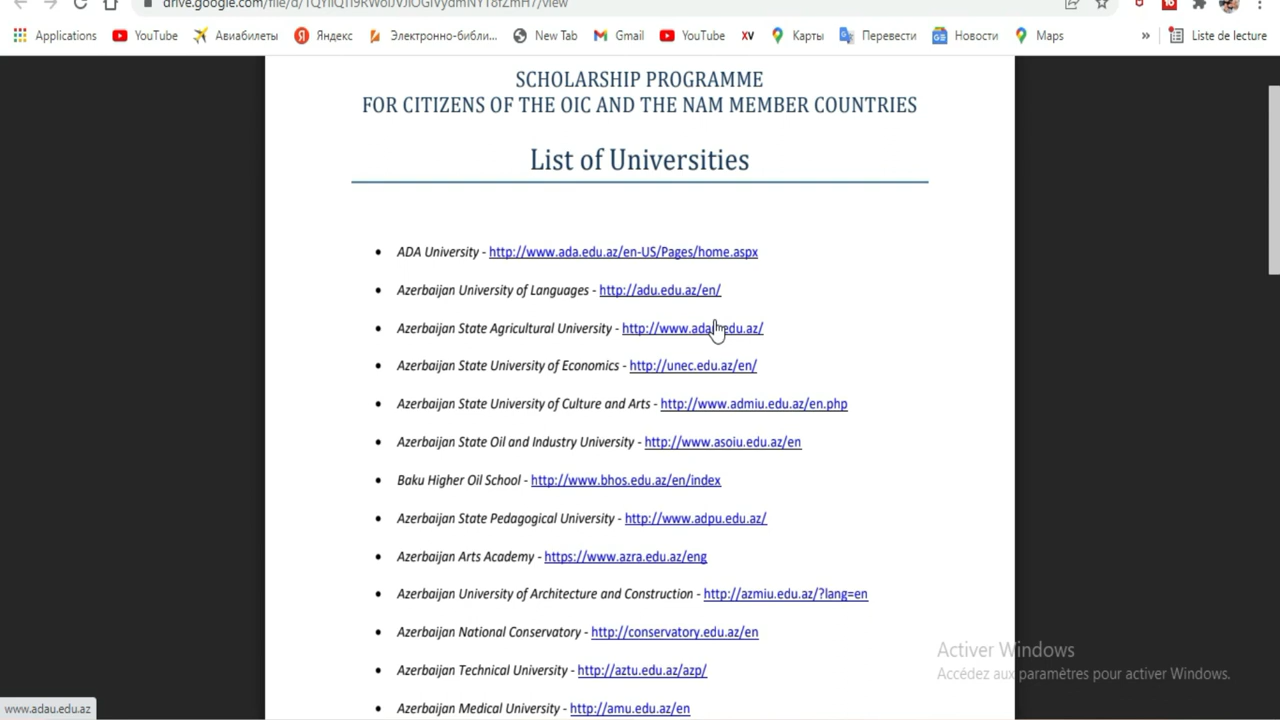 drive.google.com/file/d/
Applications YouTube Авиабилеты Яндекс Электронно-библи... New Tab Gmail YouTube XV Карты Перевести Новости Maps » Liste de lecture
SCHOLARSHIP PROGRAMME
FOR CITIZENS OF THE OIC AND THE NAM MEMBER COUNTRIES
List of Universities
• ADA University - http://www.ada.edu.az/en-US/Pages/home.aspx
• Azerbaijan University of Languages - http://adu.edu.az/en/
• Azerbaijan State Agricultural University - http://www.adau.edu.az/
• Azerbaijan State University of Economics - http://unec.edu.az/en/
• Azerbaijan State University of Culture and Arts - http://www.admiu.edu.az/en.php
• Azerbaijan State Oil and Industry University - http://www.asoiu.edu.az/en
• Baku Higher Oil School - http://www.bhos.edu.az/en/index
• Azerbaijan State Pedagogical University - http://www.adpu.edu.az/
• Azerbaijan Arts Academy - https://www.azra.edu.az/eng
• Azerbaijan University of Architecture and Construction - http://azmiu.edu.az/?lang=en
• Azerbaijan National Conservatory - http://conservatory.edu.az/en
Activer Windows
• Azerbaijan Technical University - http://aztu.edu.az/azp/
Accédez aux paramètres pour activer Windows.
• Azerbaijan Medical University - http://amu.edu.az/en
www.adau.edu.az